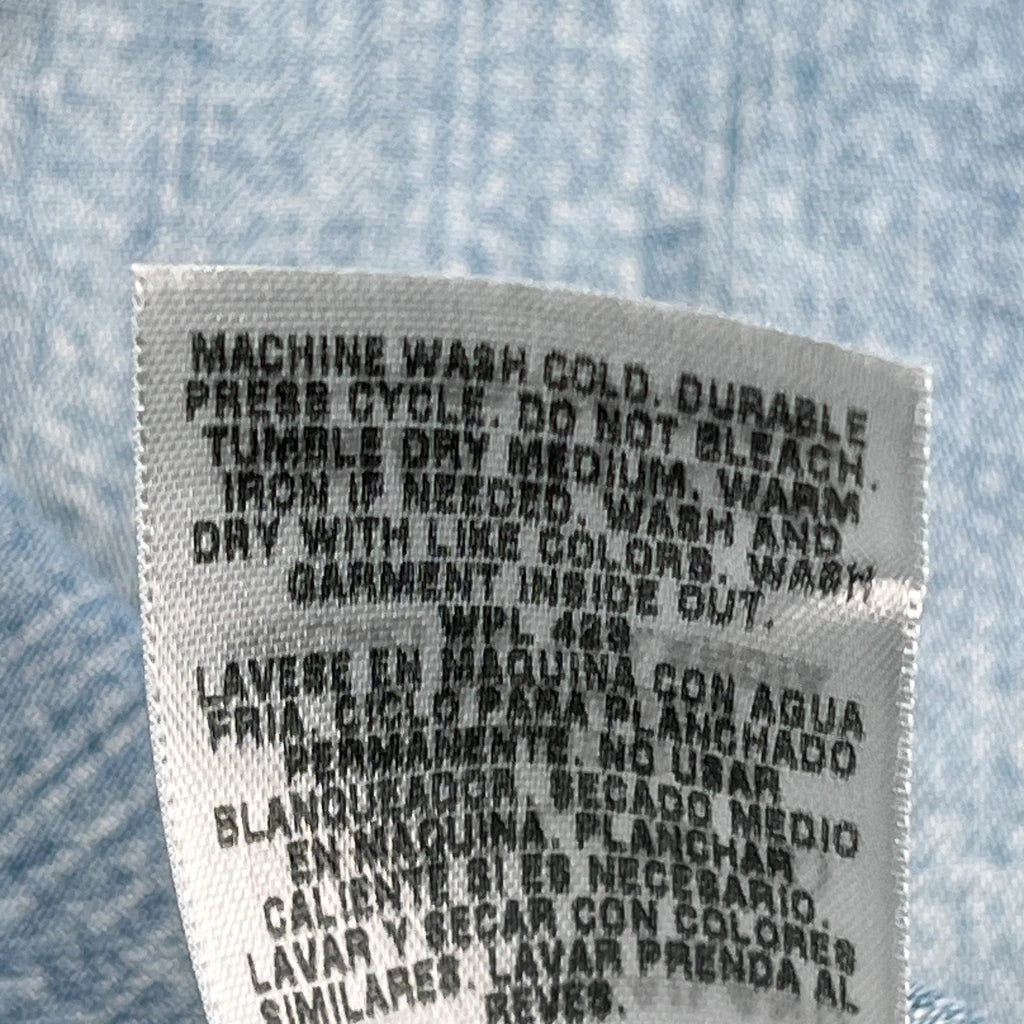 MACHINE WASH COLD. DURABLE
PRESS CYCLE. DO NOT BLEACH.
TUMBLE DRY MEDIUM. WARM
IRON IF NEEDED. WASH AND
DRY WITH LIKE COLORS. WASH
GARMENT INSIDE OUT.
WPL 423
LAVESE EN MAQUINA CON AGUA
FRIA. CICLO PARA PLANCHADO
PERMANENTE. NO USAR
BLANQUEADOR. SECADO MEDIO
EN MAQUINA. PLANCHAR
CALIENTE SI ES NECESARIO.
LAVAR Y SECAR CON COLORES
SIMILARES. LAVAR PRENDA AL
REVES.